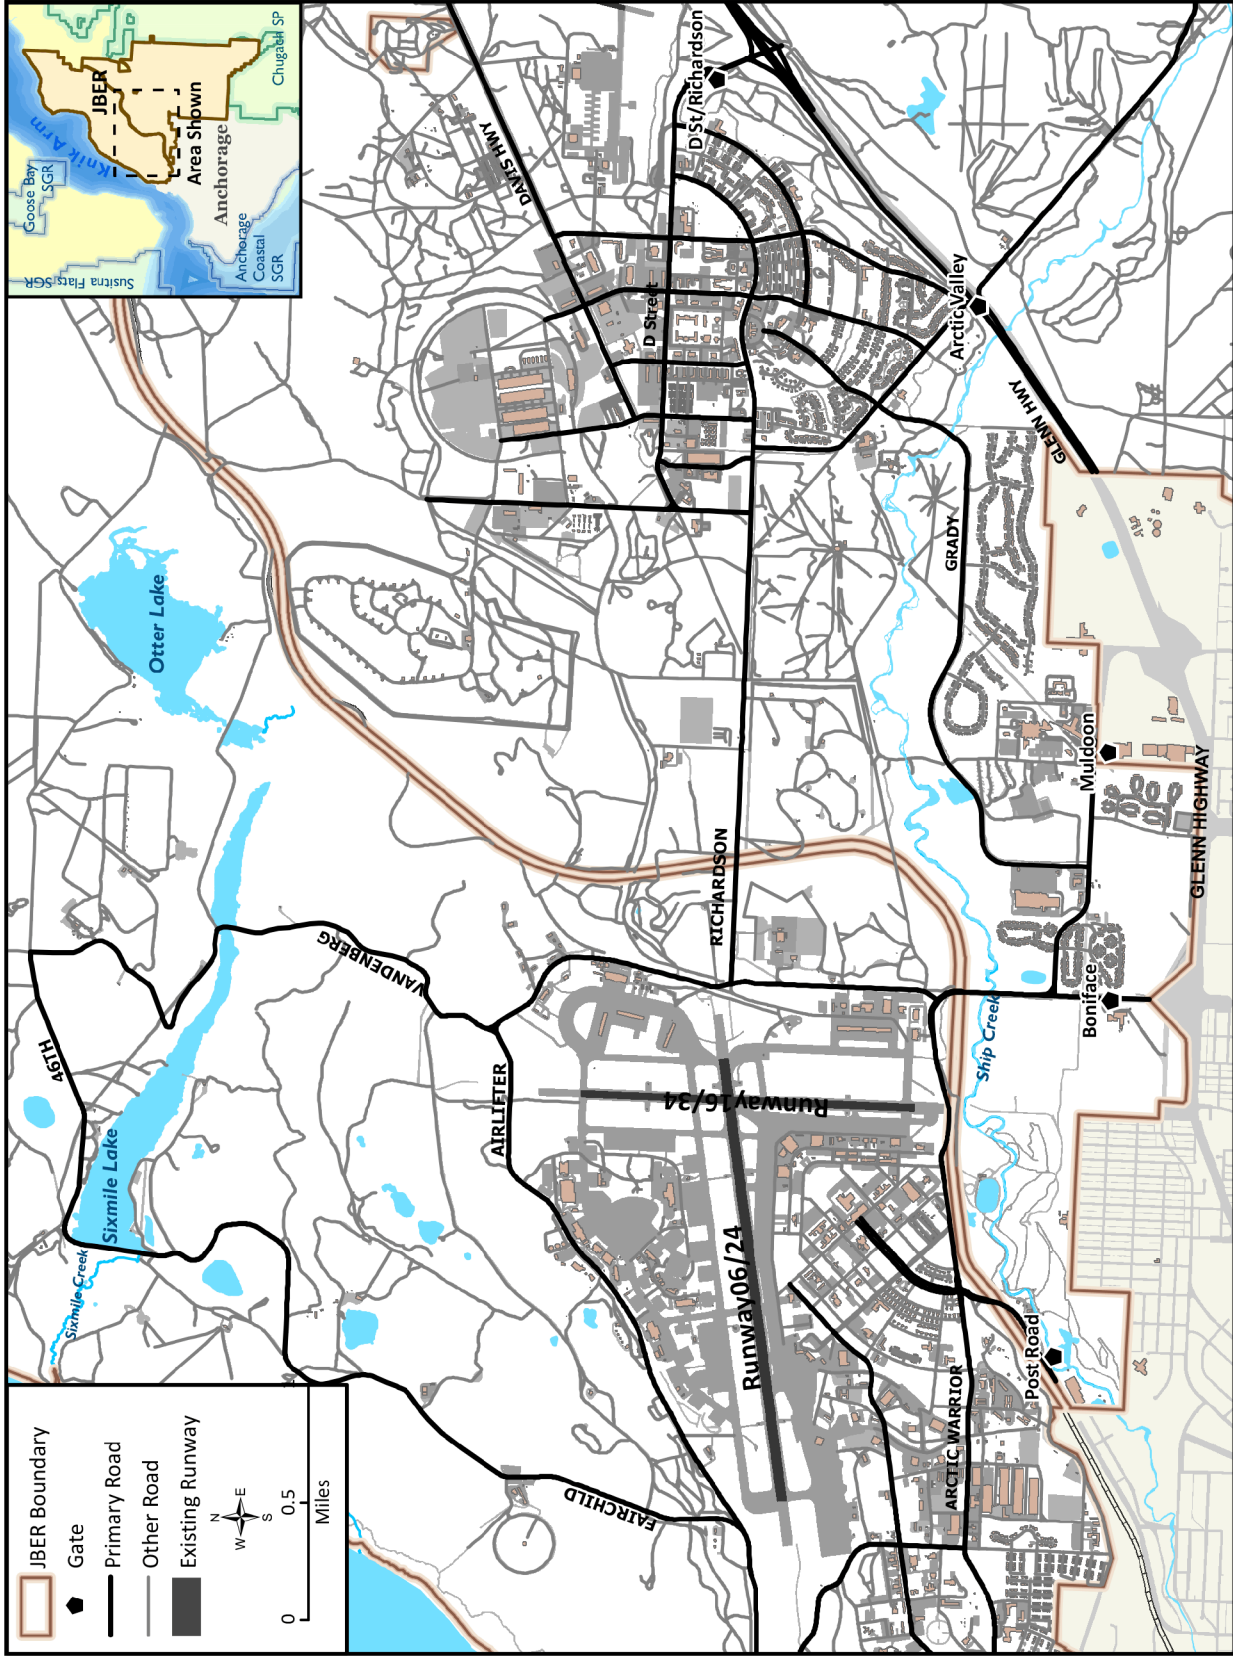 JBER Boundary
Gate
Primary Road
Other Road
Existing Runway
N
W E
S
0 0.5
Miles
Sixmile Creek
Sixmile Lake
46TH
Otter Lake
VANDENBERG
AIRLIFTER
FAIRCHILD
Runway06/24
Runway16/34
RICHARDSON
ARCTIC WARRIOR
Post Road
Ship Creek
Boniface
Muldoon
GLENN HIGHWAY
GRADY
GLENN HWY
Arctic Valley
D Street
D St/Richardson
DAVIS HWY
Susitna Flats SGR
Goose Bay
SGR
Knik Arm
JBER
Area Shown
Anchorage
Anchorage
Coastal
SGR
Chugach SP